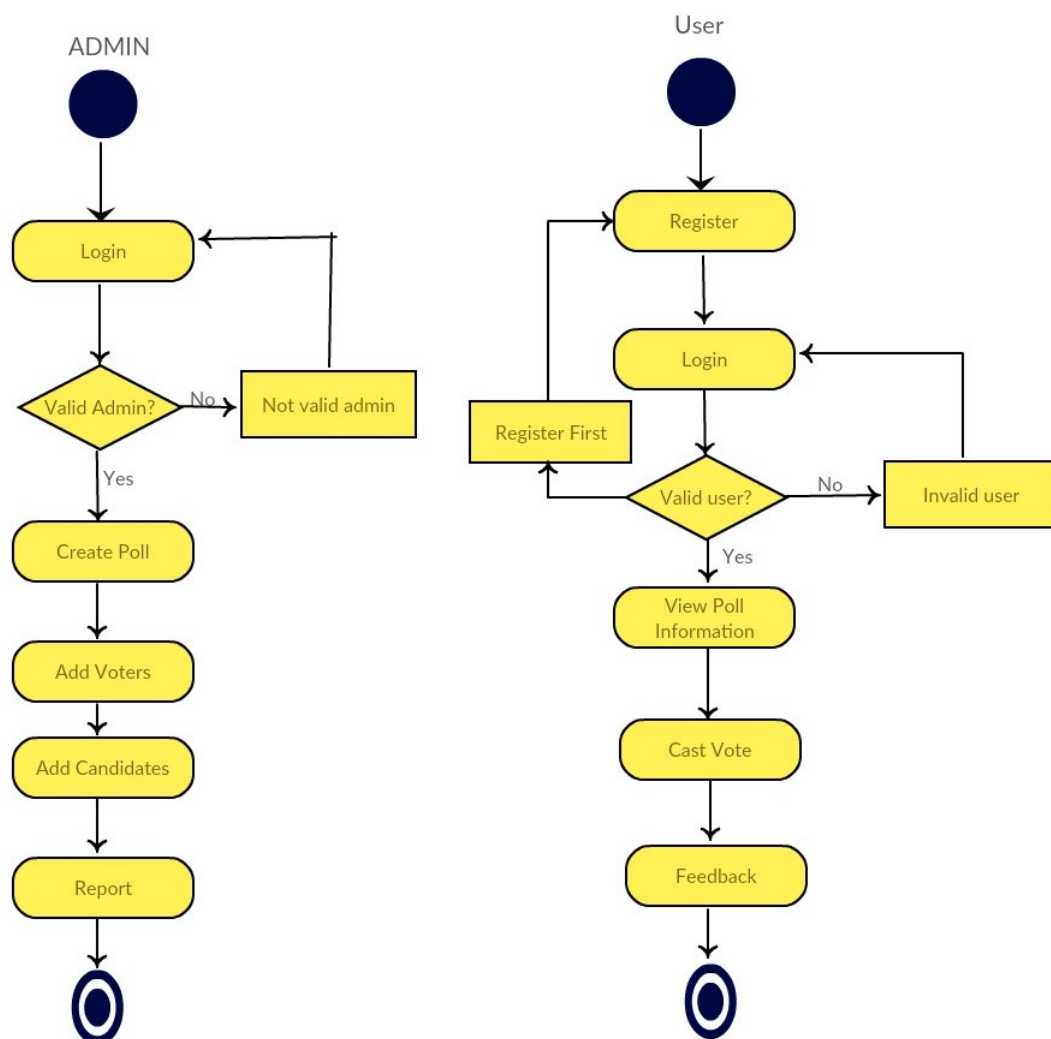 ADMIN
Login
Valid Admin?
No
Not valid admin
Yes
Create Poll
Add Voters
Add Candidates
Report
User
Register
Login
Register First
Valid user?
No
Invalid user
Yes
View Poll
Information
Cast Vote
Feedback